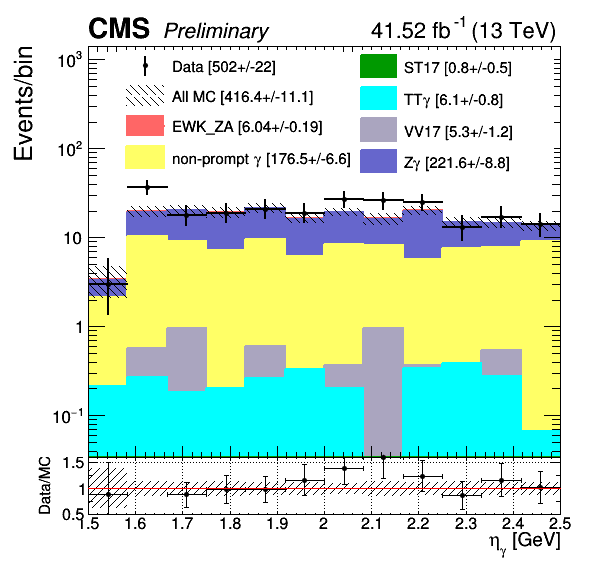 CMS Preliminary 41.52 fb⁻¹ (13 TeV)
Events/bin
10³
10²
10
1
10⁻¹
Data [502+/-22]
All MC [416.4+/-11.1]
EWK_ZA [6.04+/-0.19]
non-prompt γ [176.5+/-6.6]
ST17 [0.8+/-0.5]
TTγ [6.1+/-0.8]
VV17 [5.3+/-1.2]
Zγ [221.6+/-8.8]
Data/MC
1.5
1
0.5
1.5 1.6 1.7 1.8 1.9 2 2.1 2.2 2.3 2.4 2.5
ηγ [GeV]